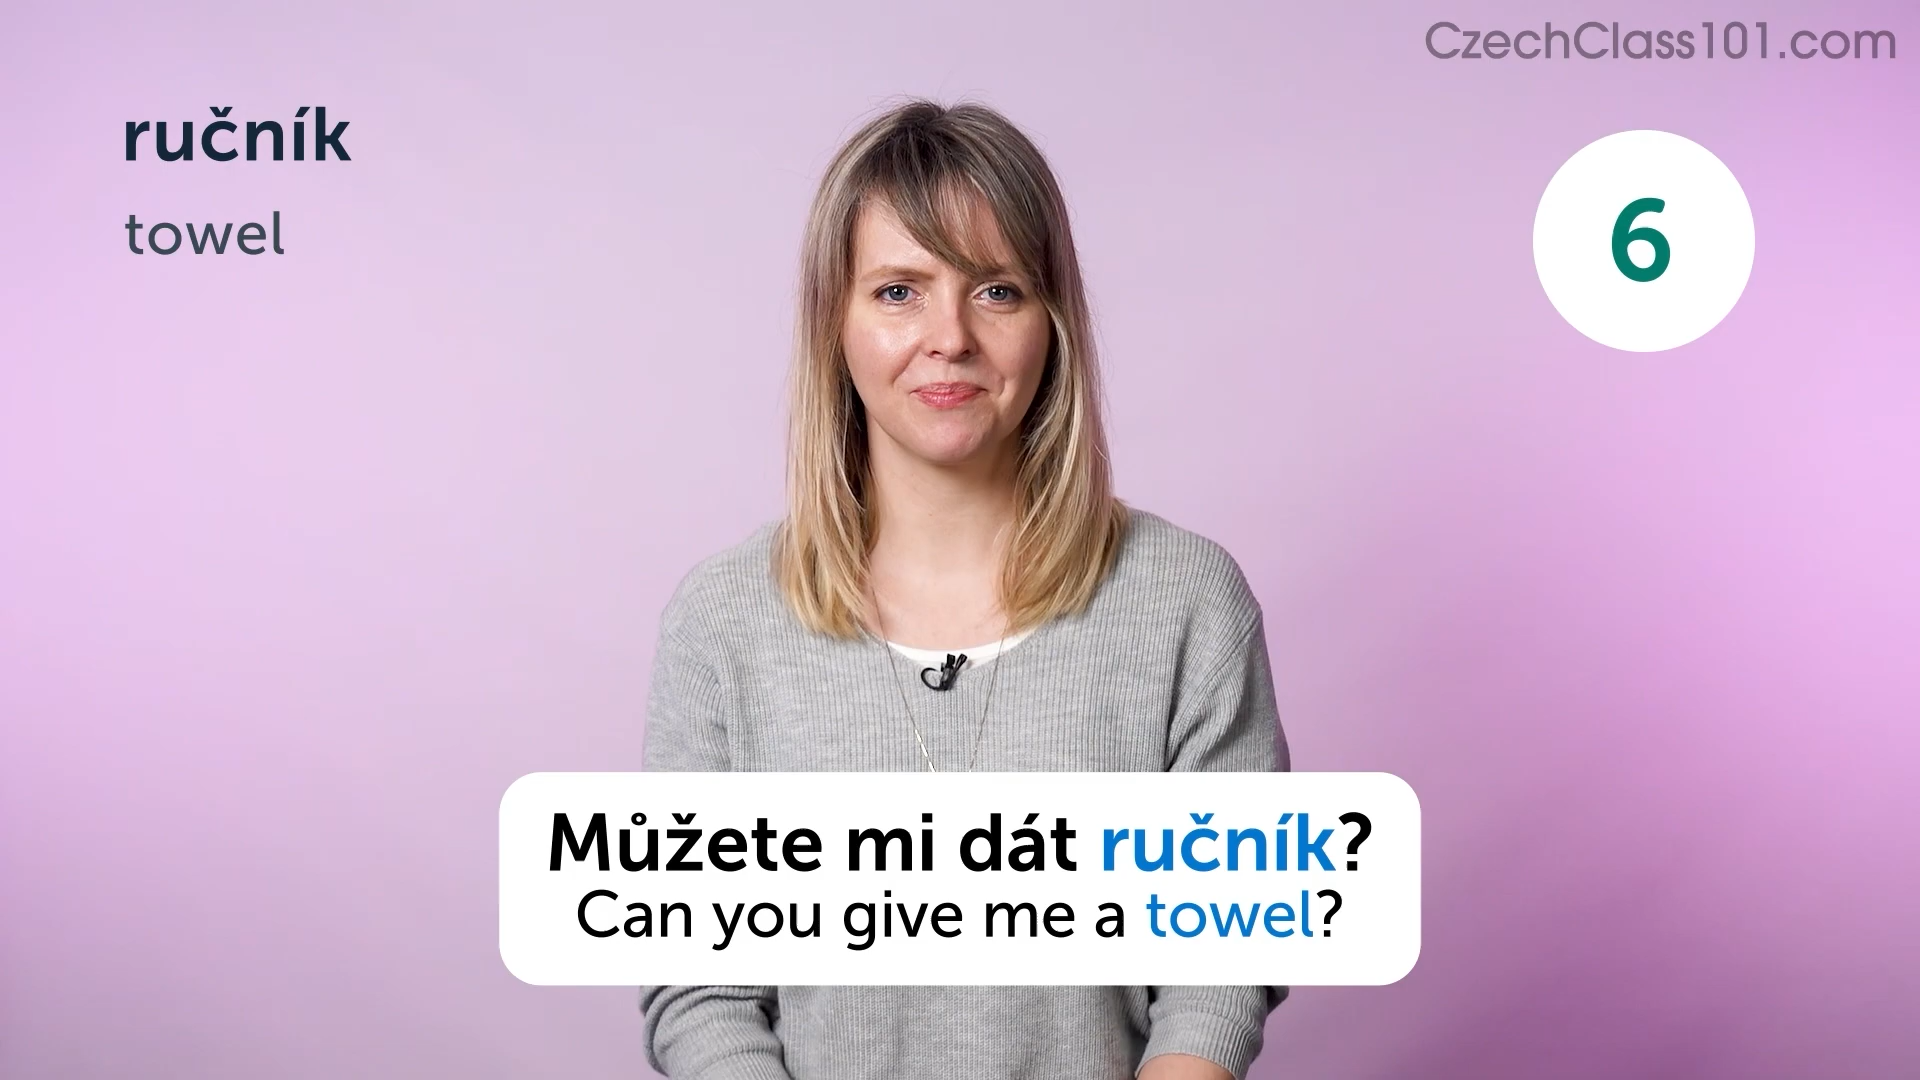 CzechClass101.com
ručník
towel
6
Můžete mi dát ručník?
Can you give me a towel?